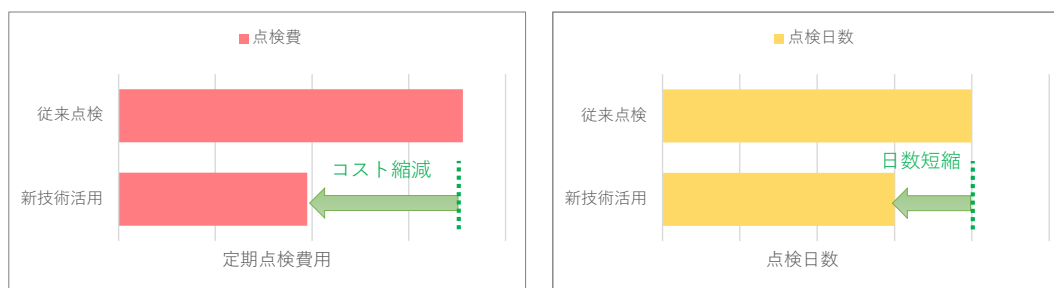 点検費
従来点検
コスト縮減
新技術活用
定期点検費用
点検日数
従来点検
日数短縮
新技術活用
点検日数